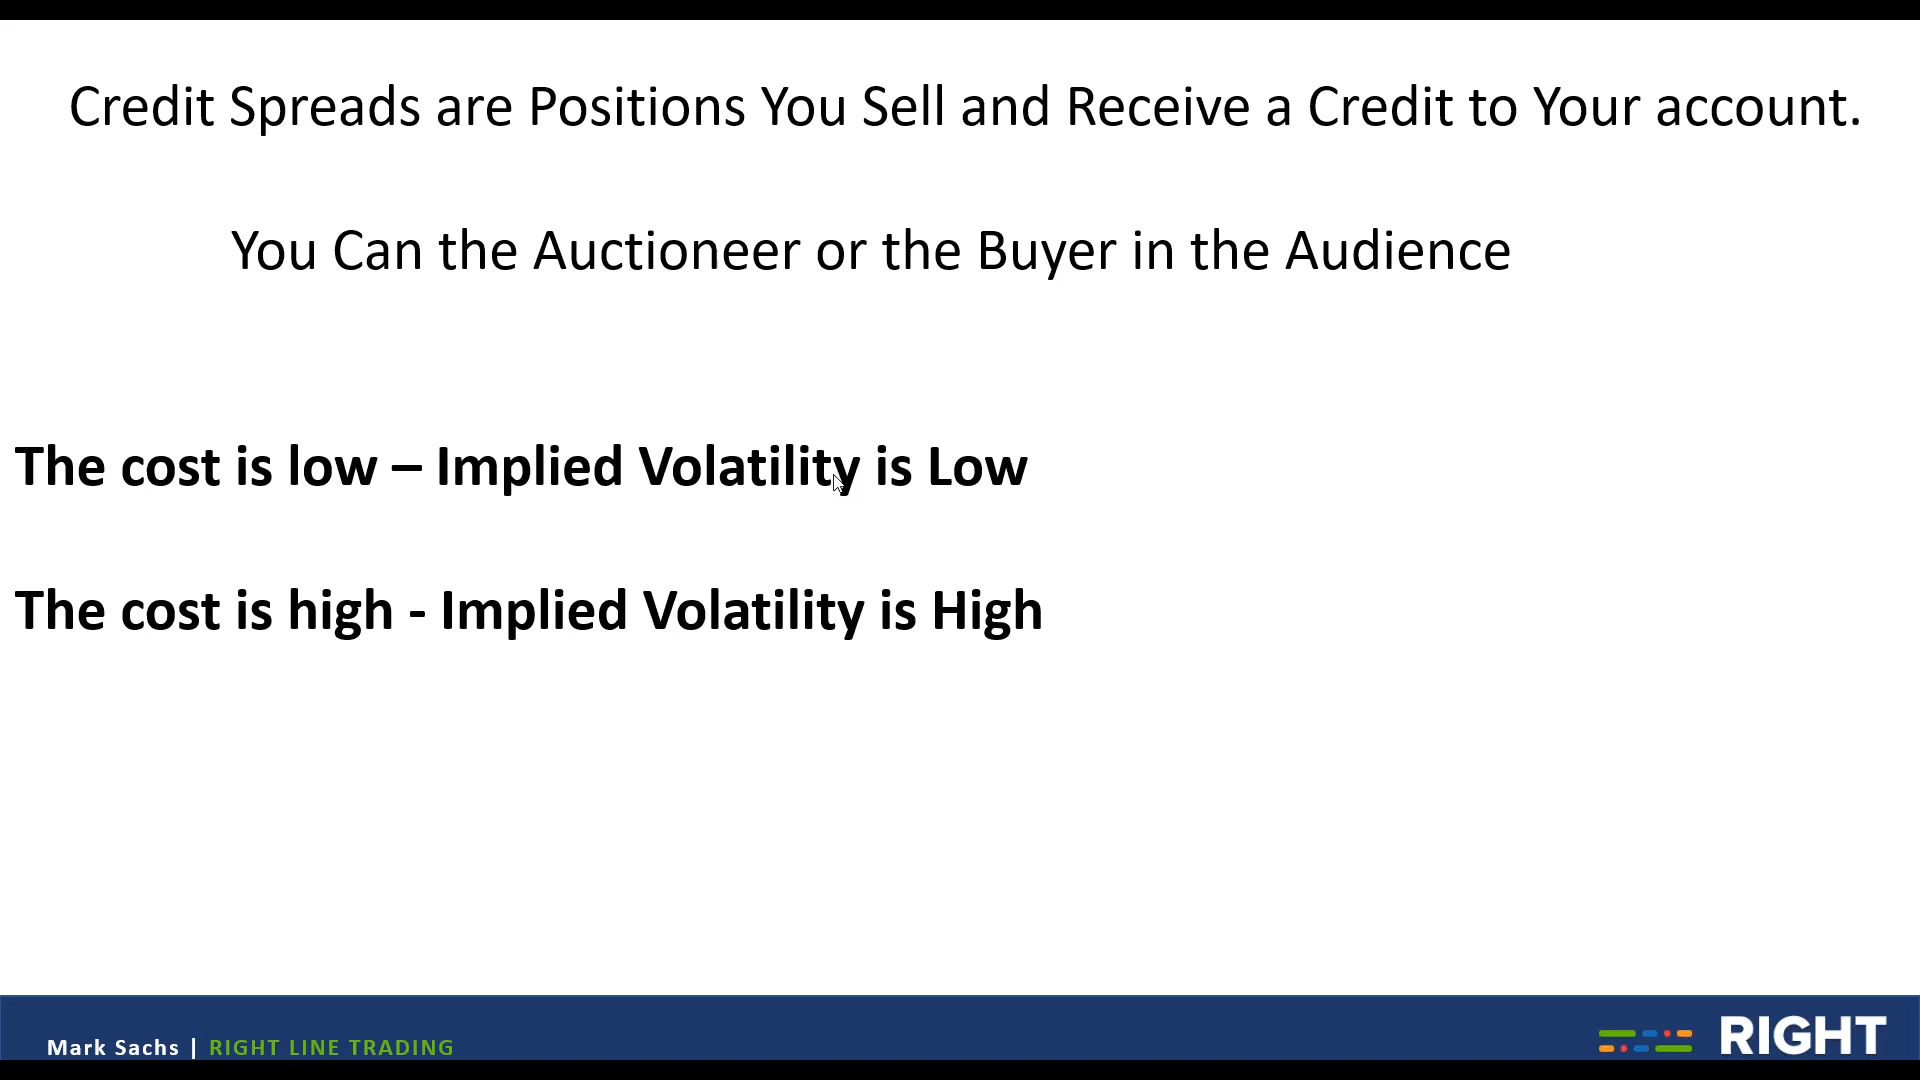 Credit Spreads are Positions You Sell and Receive a Credit to Your account.
You Can the Auctioneer or the Buyer in the Audience
The cost is low – Implied Volatility is Low
The cost is high - Implied Volatility is High
Mark Sachs | RIGHT LINE TRADING
RIGHT